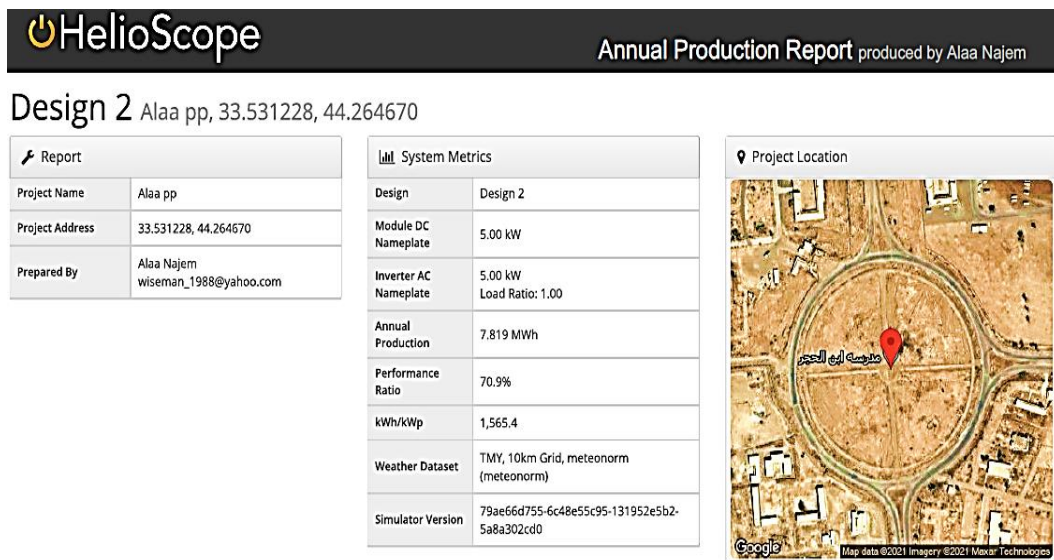 HelioScope
Annual Production Report produced by Alaa Najem
Design 2 Alaa pp, 33.531228, 44.264670
Report
Project Name Alaa pp
Project Address 33.531228, 44.264670
Prepared By Alaa Najem
wiseman_1988@yahoo.com
System Metrics
Design Design 2
Module DC
Nameplate 5.00 kW
Inverter AC
Nameplate 5.00 kW
Load Ratio: 1.00
Annual
Production 7.819 MWh
Performance
Ratio 70.9%
kWh/kWp 1,565.4
Weather Dataset TMY, 10km Grid, meteonorm
(meteonorm)
Simulator Version 79ae66d755-6c48e55c95-131952e5b2-
5a8a302cd0
Project Location
مدرسه ابن الحجر
Google
Map data ©2021 Imagery ©2021 Maxar Technologies